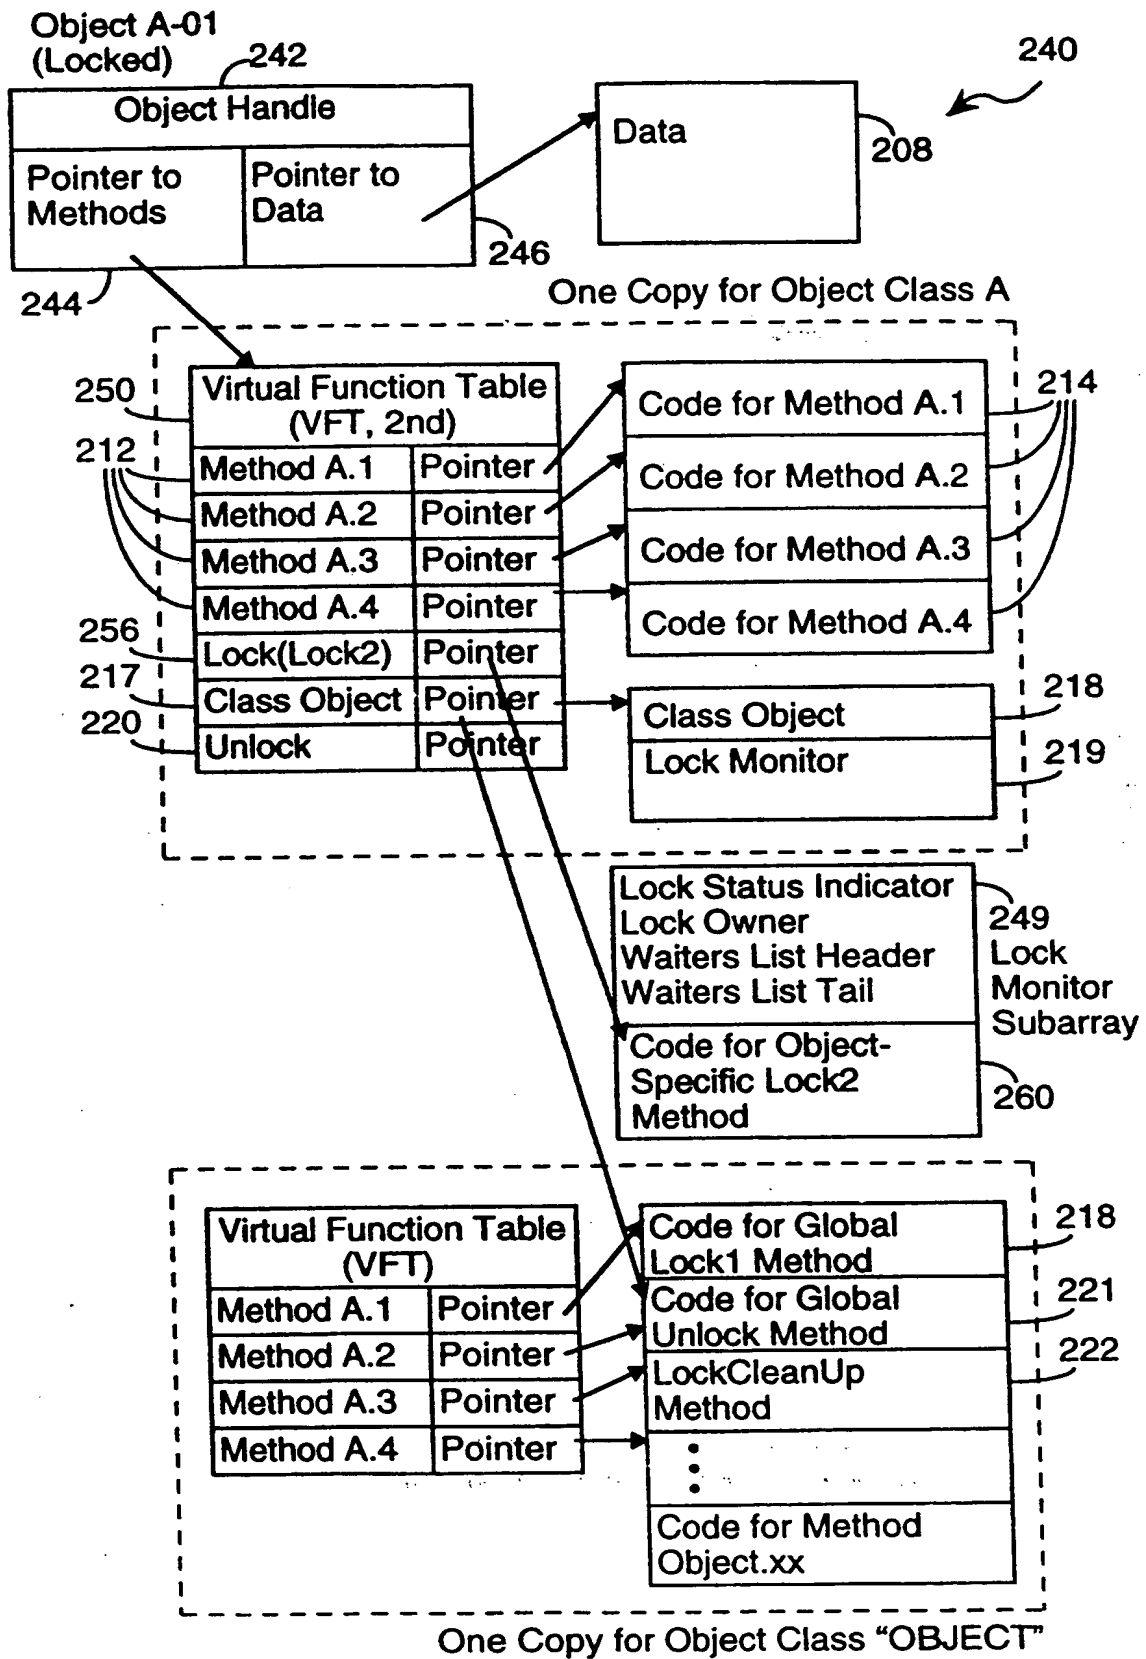 Object A-01
(Locked)
242
240
Object Handle
Pointer to
Methods
Pointer to
Data
244
246
Data
208
One Copy for Object Class A
250
Virtual Function Table
(VFT, 2nd)
212
Method A.1 Pointer
Method A.2 Pointer
Method A.3 Pointer
Method A.4 Pointer
256
Lock(Lock2) Pointer
217
Class Object Pointer
220
Unlock Pointer
Code for Method A.1
214
Code for Method A.2
Code for Method A.3
Code for Method A.4
Class Object
218
Lock Monitor
219
Lock Status Indicator
Lock Owner
Waiters List Header
Waiters List Tail
249
Lock
Monitor
Subarray
Code for Object-
Specific Lock2
Method
260
Virtual Function Table
(VFT)
Method A.1 Pointer
Method A.2 Pointer
Method A.3 Pointer
Method A.4 Pointer
Code for Global
Lock1 Method
218
Code for Global
Unlock Method
221
LockCleanUp
Method
222
Code for Method
Object.xx
One Copy for Object Class “OBJECT”